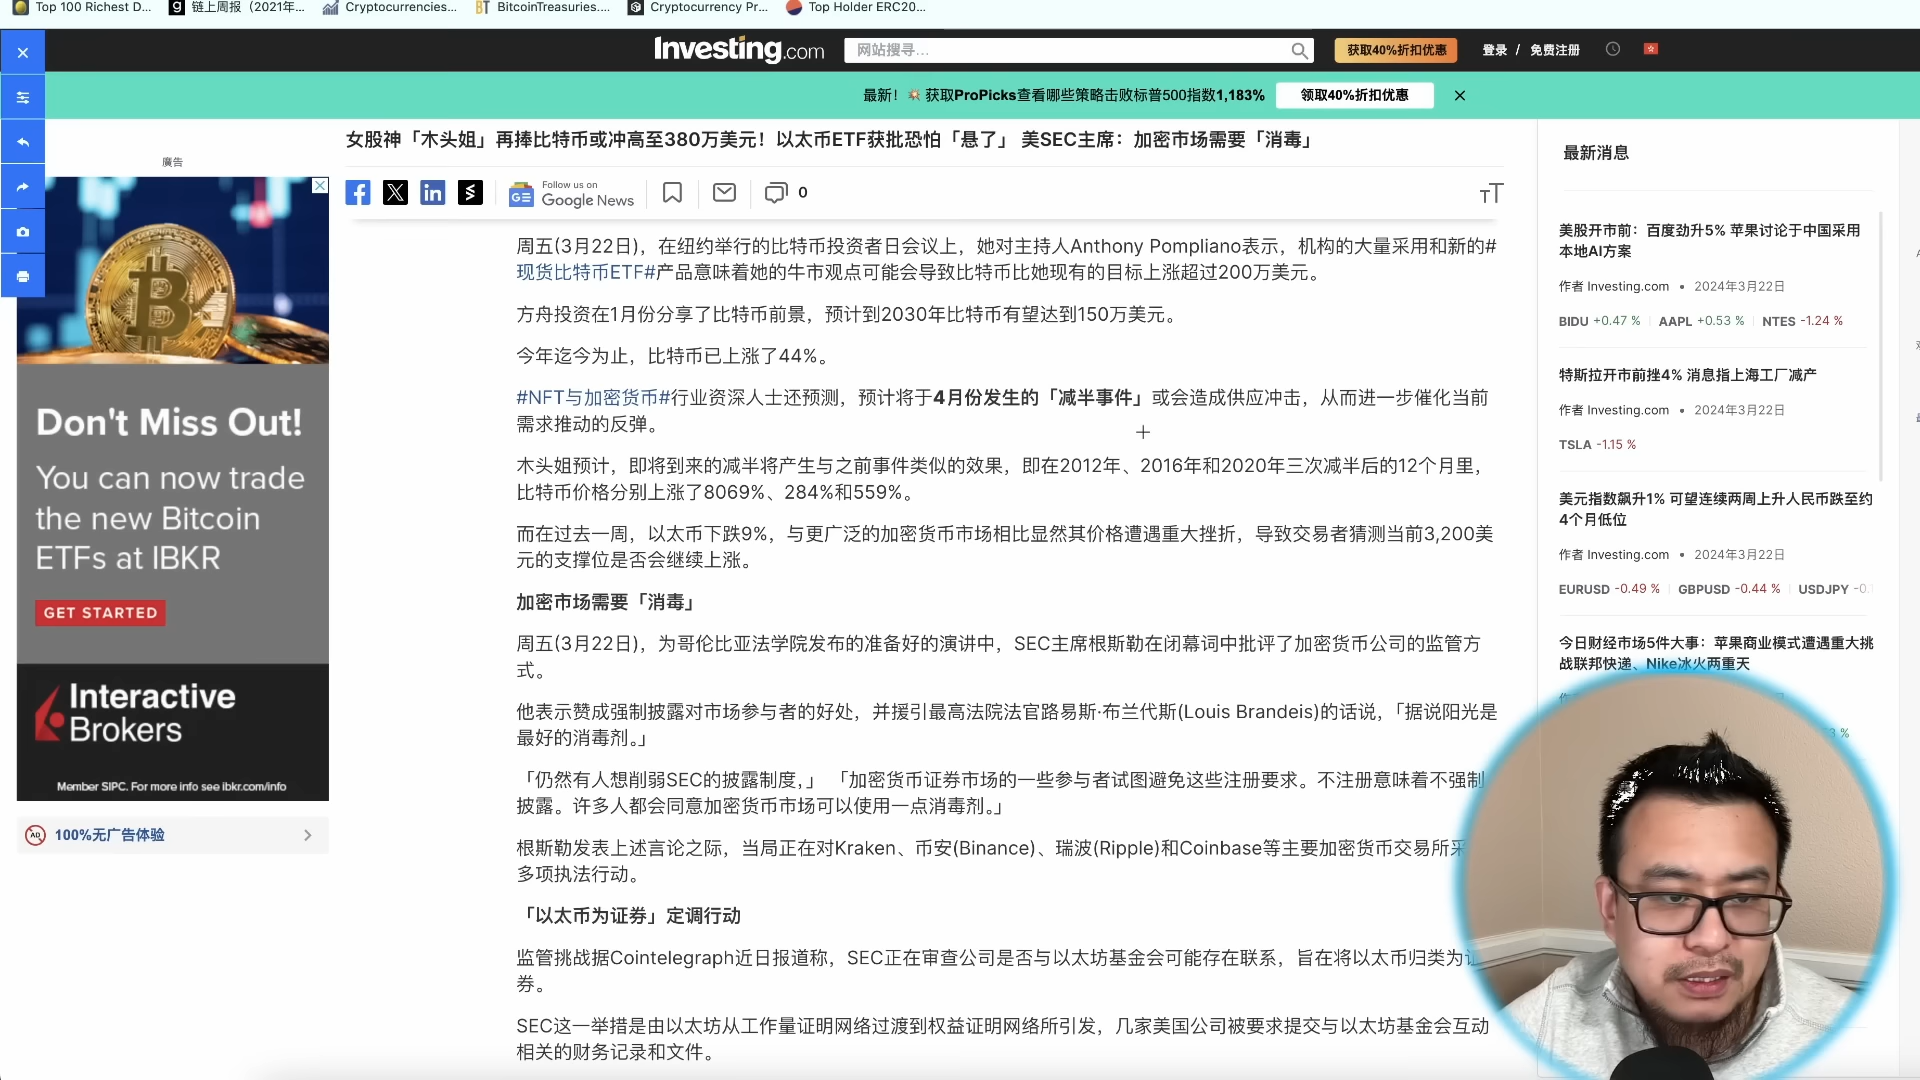 Top 100 Richest D...
链上周报（2021年...
Cryptocurrencies...
BitcoinTreasuries....
Cryptocurrency Pr...
Top Holder ERC20...
Investing.com
网站搜寻...
获取40%折扣优惠
登录 / 免费注册
最新！ 获取ProPicks查看哪些策略击败标普500指数1,183%
领取40%折扣优惠
女股神「木头姐」再捧比特币或冲高至380万美元！以太币ETF获批恐怕「悬了」 美SEC主席：加密市场需要「消毒」
Follow us on
Google News
0
廣告
Don't Miss Out!
You can now trade
the new Bitcoin
ETFs at IBKR
GET STARTED
Interactive
Brokers
Member SIPC. For more info see ibkr.com/info
100%无广告体验
周五(3月22日)，在纽约举行的比特币投资者日会议上，她对主持人Anthony Pompliano表示，机构的大量采用和新的#
现货比特币ETF#产品意味着她的牛市观点可能会导致比特币比她现有的目标上涨超过200万美元。
方舟投资在1月份分享了比特币前景，预计到2030年比特币有望达到150万美元。
今年迄今为止，比特币已上涨了44%。
#NFT与加密货币#行业资深人士还预测，预计将于4月份发生的「减半事件」或会造成供应冲击，从而进一步催化当前
需求推动的反弹。
木头姐预计，即将到来的减半将产生与之前事件类似的效果，即在2012年、2016年和2020年三次减半后的12个月里，
比特币价格分别上涨了8069%、284%和559%。
而在过去一周，以太币下跌9%，与更广泛的加密货币市场相比显然其价格遭遇重大挫折，导致交易者猜测当前3,200美
元的支撑位是否会继续上涨。
加密市场需要「消毒」
周五(3月22日)，为哥伦比亚法学院发布的准备好的演讲中，SEC主席根斯勒在闭幕词中批评了加密货币公司的监管方
式。
他表示赞成强制披露对市场参与者的好处，并援引最高法院法官路易斯·布兰代斯(Louis Brandeis)的话说，「据说阳光是
最好的消毒剂。」
「仍然有人想削弱SEC的披露制度，」 「加密货币证券市场的一些参与者试图避免这些注册要求。不注册意味着不强制
披露。许多人都会同意加密货币市场可以使用一点消毒剂。」
根斯勒发表上述言论之际，当局正在对Kraken、币安(Binance)、瑞波(Ripple)和Coinbase等主要加密货币交易所采
多项执法行动。
「以太币为证券」定调行动
监管挑战据Cointelegraph近日报道称，SEC正在审查公司是否与以太坊基金会可能存在联系，旨在将以太币归类为证
券。
SEC这一举措是由以太坊从工作量证明网络过渡到权益证明网络所引发，几家美国公司被要求提交与以太坊基金会互动
相关的财务记录和文件。
最新消息
美股开市前：百度劲升5% 苹果讨论于中国采用
本地AI方案
作者 Investing.com • 2024年3月22日
BIDU +0.47 % AAPL +0.53 % NTES -1.24 %
特斯拉开市前挫4% 消息指上海工厂减产
作者 Investing.com • 2024年3月22日
TSLA -1.15 %
美元指数飙升1% 可望连续两周上升人民币跌至约
4个月低位
作者 Investing.com • 2024年3月22日
EURUSD -0.49 % GBPUSD -0.44 % USDJPY
今日财经市场5件大事：苹果商业模式遭遇重大挑
战联邦快递、Nike冰火两重天